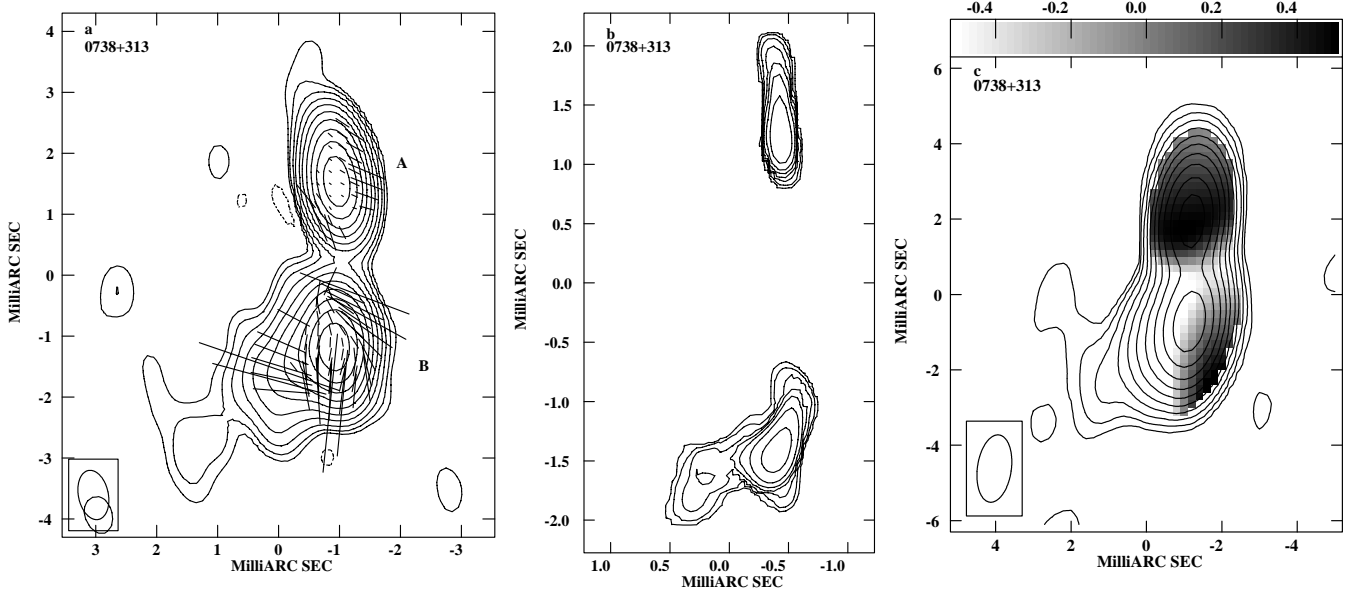 a
0738+313
4
3
2
1
0
-1
-2
-3
-4
A
B
3 2 1 0 -1 -2 -3
MilliARC SEC
MilliARC SEC
b
0738+313
2.0
1.5
1.0
0.5
0.0
-0.5
-1.0
-1.5
-2.0
1.0 0.5 0.0 -0.5 -1.0
MilliARC SEC
MilliARC SEC
-0.4 -0.2 0.0 0.2 0.4
c
0738+313
6
4
2
0
-2
-4
-6
4 2 0 -2 -4
MilliARC SEC
MilliARC SEC